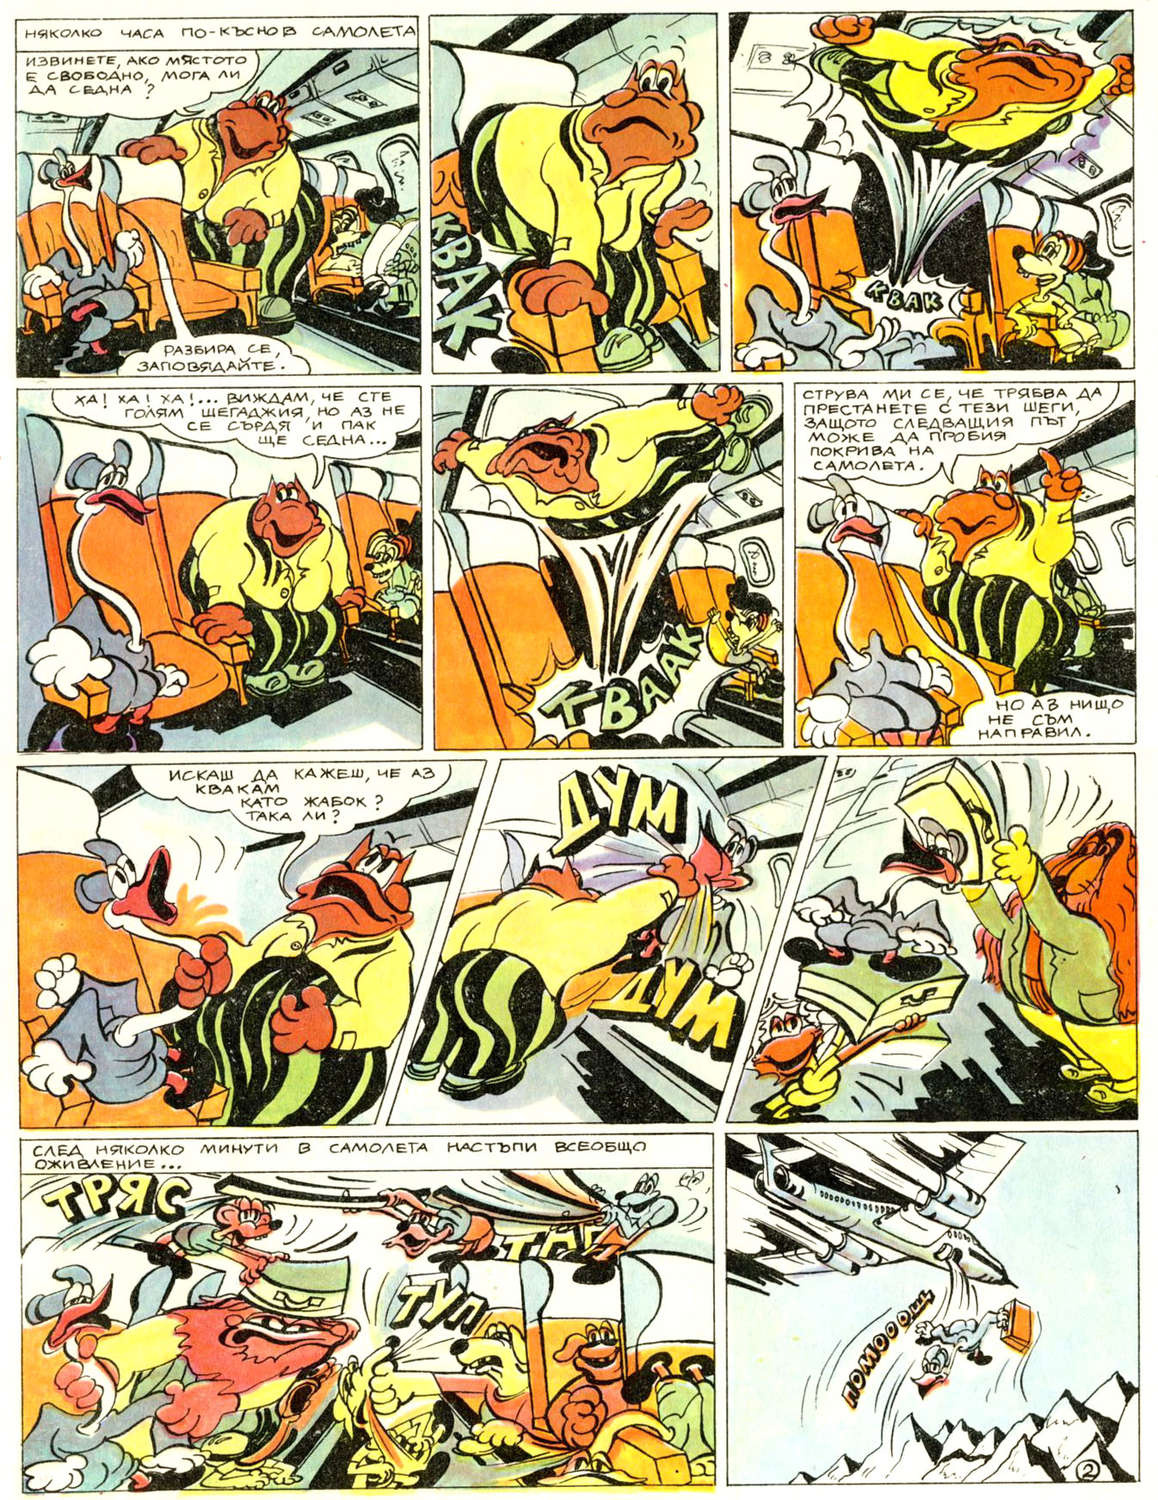 НЯКОЛКО ЧАСА ПО-КЪСНО В САМОЛЕТА
ИЗВИНЕТЕ, АКО МЯСТОТО
Е СВОБОДНО, МОГА ЛИ
ДА СЕДНА?
РАЗБИРА СЕ,
ЗАПОВЯДАЙТЕ.
КВАК
КВАК
ХА! ХА! ХА!... ВИЖДАМ, ЧЕ СТЕ
ГОЛЯМ ШЕГАДЖИЯ, НО АЗ НЕ
СЕ СЪРДЯ И ПАК
ЩЕ СЕДНА...
КВААК
СТРУВА МИ СЕ, ЧЕ ТРЯБВА ДА
ПРЕСТАНЕТЕ С ТЕЗИ ШЕГИ,
ЗАЩОТО СЛЕДВАЩИЯ ПЪТ
МОЖЕ ДА ПРОБИЯ
ПОКРИВА НА
САМОЛЕТА.
НО АЗ НИЩО
НЕ СЪМ
НАПРАВИЛ.
ИСКАШ ДА КАЖЕШ, ЧЕ АЗ
КВАКАМ
КАТО ЖАБОК?
ТАКА ЛИ?
ДУМ
ДУМ
СЛЕД НЯКОЛКО МИНУТИ В САМОЛЕТА НАСТЪПИ ВСЕОБЩО
ОЖИВЛЕНИЕ...
ТРЯС
ТУП
ПОМОООЩ
2